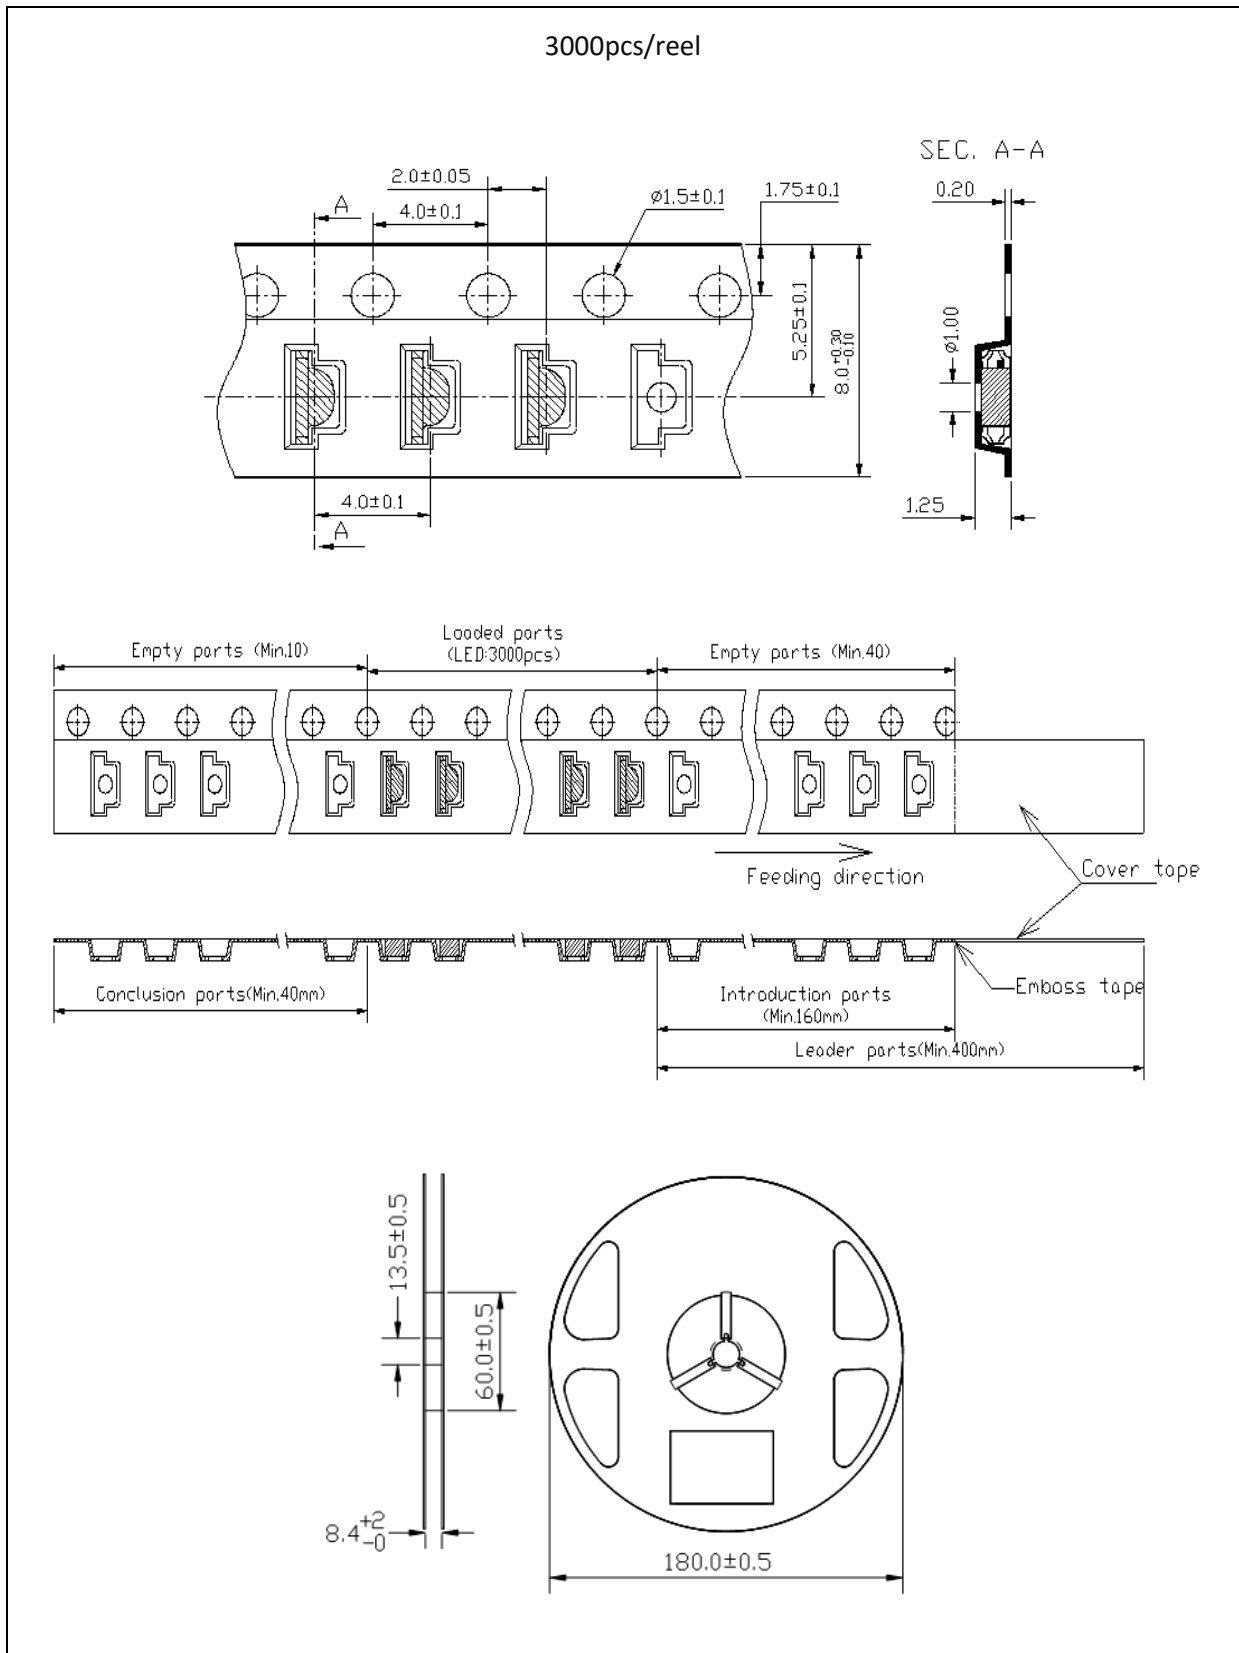 3000pcs/reel
SEC. A-A
2.0±0.05
A
4.0±0.1
ø1.5±0.1
1.75±0.1
0.20
5.25±0.1
8.0 +0.30 -0.10
ø1.00
4.0±0.1
A
1.25
Empty parts (Min.10)
Loaded parts
(LED:3000pcs)
Empty parts (Min.40)
Feeding direction
Cover tape
Conclusion parts(Min.40mm)
Introduction parts
(Min.160mm)
Emboss tape
Leader parts(Min.400mm)
13.5±0.5
60.0±0.5
8.4 +2 -0
180.0±0.5